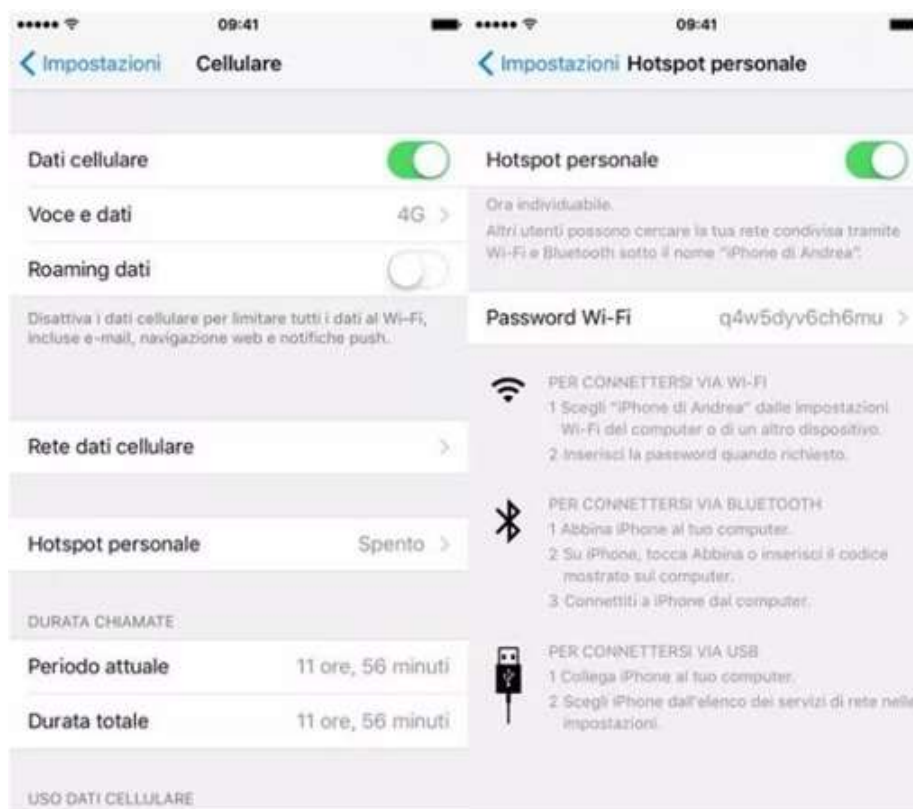 09:41
Impostazioni Cellulare
Dati cellulare
Voce e dati 4G
Roaming dati
Disattiva i dati cellulare per limitare tutti i dati al Wi-Fi,
incluse e-mail, navigazione web e notifiche push.
Rete dati cellulare
Hotspot personale Spento
DURATA CHIAMATE
Periodo attuale 11 ore, 56 minuti
Durata totale 11 ore, 56 minuti
USO DATI CELLULARE
09:41
Impostazioni Hotspot personale
Hotspot personale
Ora individuabile.
Altri utenti possono cercare la tua rete condivisa tramite
Wi-Fi e Bluetooth sotto il nome "iPhone di Andrea".
Password Wi-Fi q4w5dyv6ch6mu
PER CONNETTERSI VIA WI-FI
1 Scegli "iPhone di Andrea" dalle impostazioni
Wi-Fi del computer o di un altro dispositivo.
2 Inserisci la password quando richiesto.
PER CONNETTERSI VIA BLUETOOTH
1 Abbina iPhone al tuo computer.
2 Su iPhone, tocca Abbina o inserisci il codice
mostrato sul computer.
3 Connettiti a iPhone dal computer.
PER CONNETTERSI VIA USB
1 Collega iPhone al tuo computer.
2 Scegli iPhone dall'elenco dei servizi di rete nelle
impostazioni.